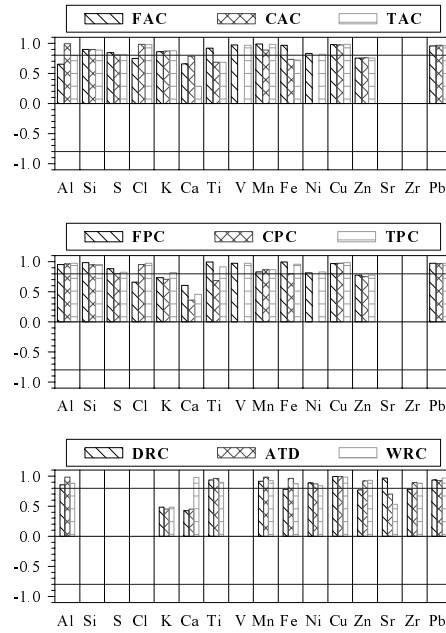 FAC CAC TAC
1.0
0.5
0.0
-0.5
-1.0
Al Si S Cl K Ca Ti V Mn Fe Ni Cu Zn Sr Zr Pb
FPC CPC TPC
1.0
0.5
0.0
-0.5
-1.0
Al Si S Cl K Ca Ti V Mn Fe Ni Cu Zn Sr Zr Pb
DRC ATD WRC
1.0
0.5
0.0
-0.5
-1.0
Al Si S Cl K Ca Ti V Mn Fe Ni Cu Zn Sr Zr Pb